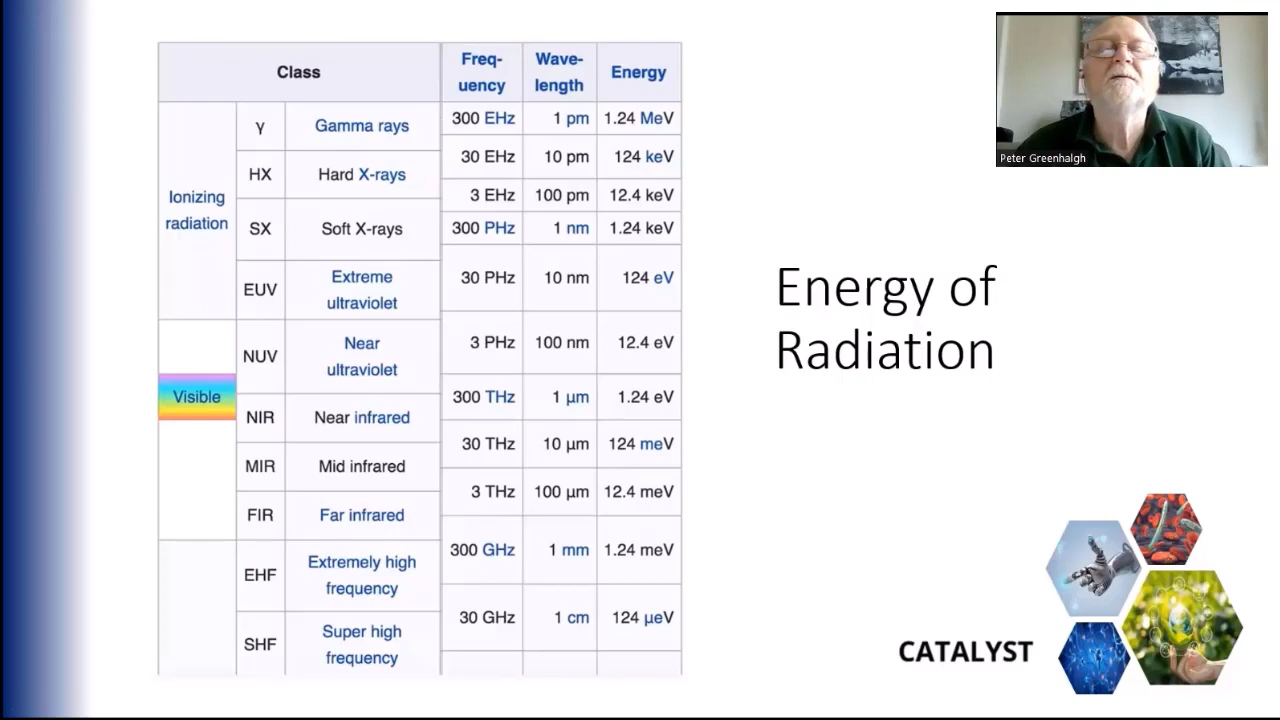 Class Freq- Wave- Energy
uency length
γ Gamma rays 300 EHz 1 pm 1.24 MeV
30 EHz 10 pm 124 keV
HX Hard X-rays
Ionizing 3 EHz 100 pm 12.4 keV
radiation SX Soft X-rays 300 PHz 1 nm 1.24 keV
EUV Extreme 30 PHz 10 nm 124 eV
ultraviolet
NUV Near 3 PHz 100 nm 12.4 eV
ultraviolet
Visible 300 THz 1 µm 1.24 eV
NIR Near infrared
30 THz 10 µm 124 meV
MIR Mid infrared
3 THz 100 µm 12.4 meV
FIR Far infrared
300 GHz 1 mm 1.24 meV
EHF Extremely high
frequency
30 GHz 1 cm 124 µeV
SHF Super high
frequency
Energy of
Radiation
Peter Greenhalgh
CATALYST